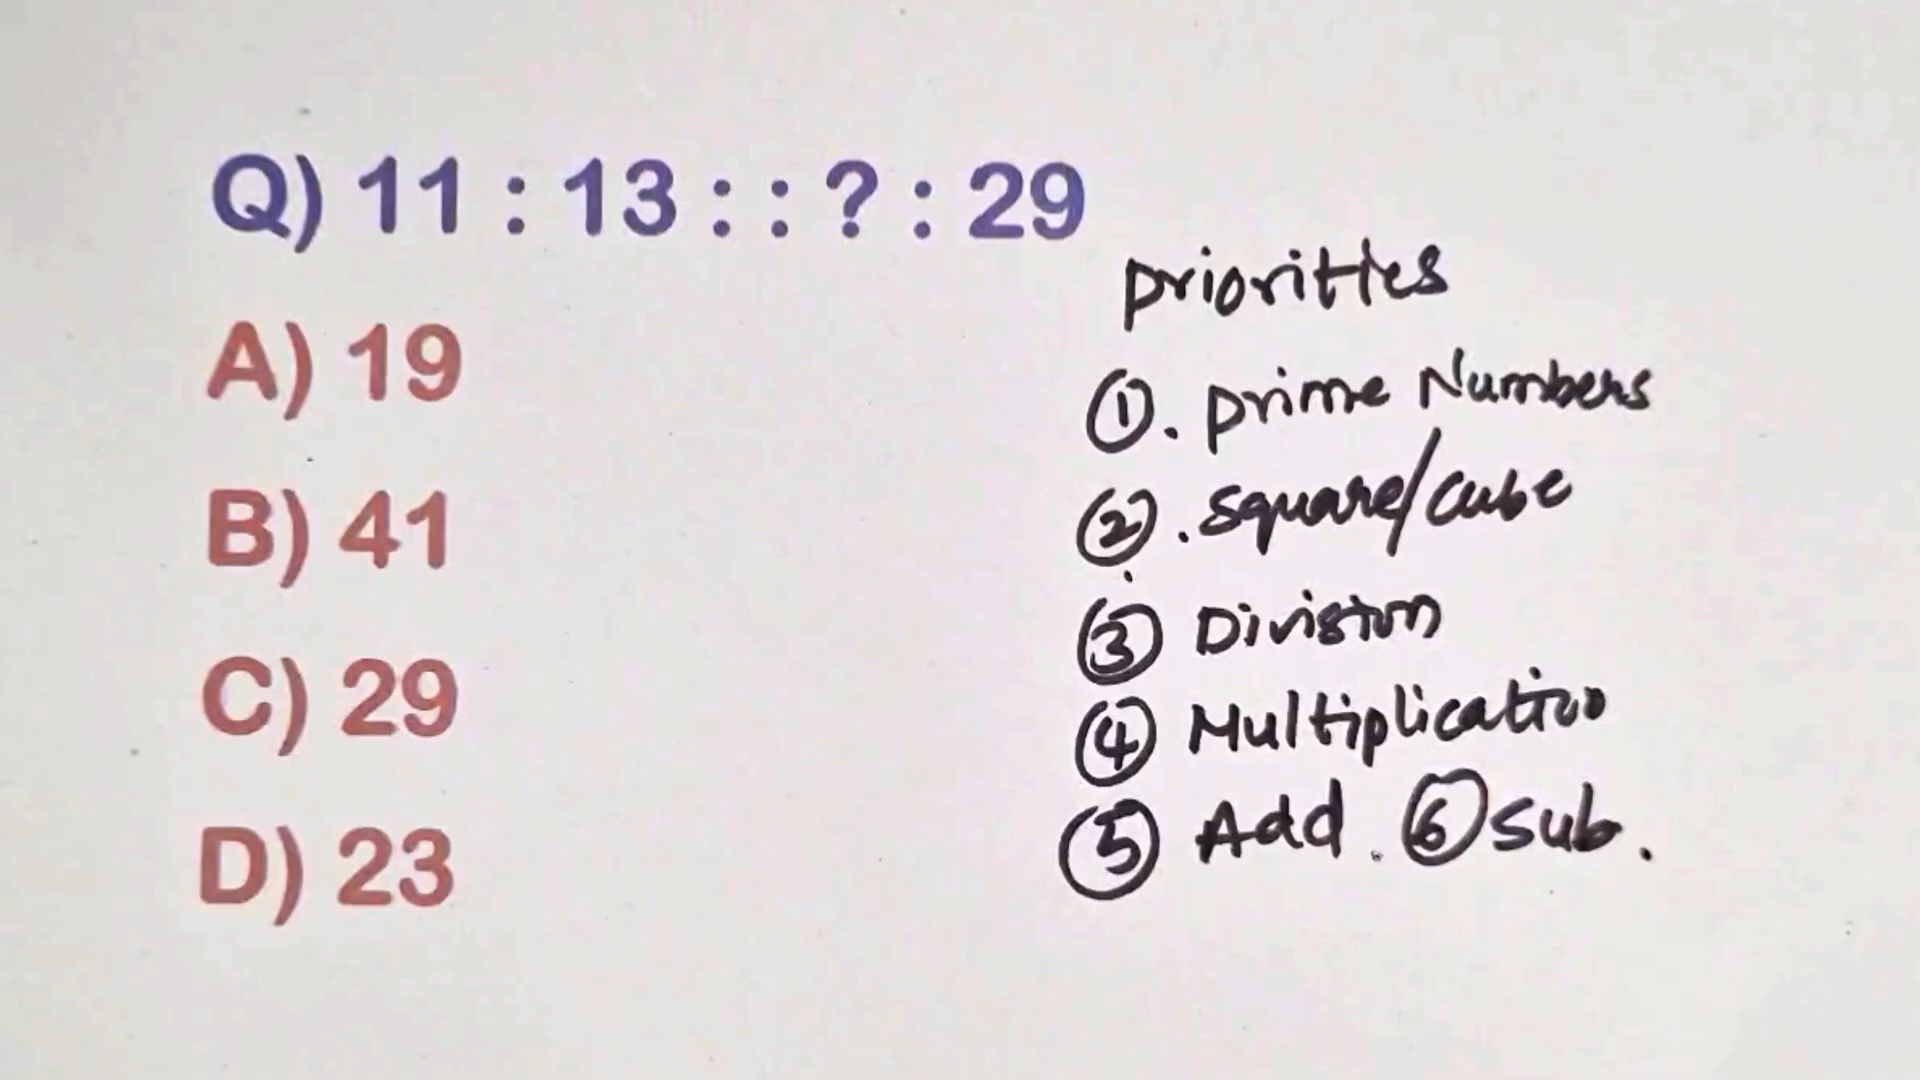 Q) 11 : 13 : : ? : 29
A) 19
B) 41
C) 29
D) 23
Priorities
①. Prime Numbers
②. Square/Cube
③ Division
④ Multiplication
⑤ Add. ⑥ Sub.